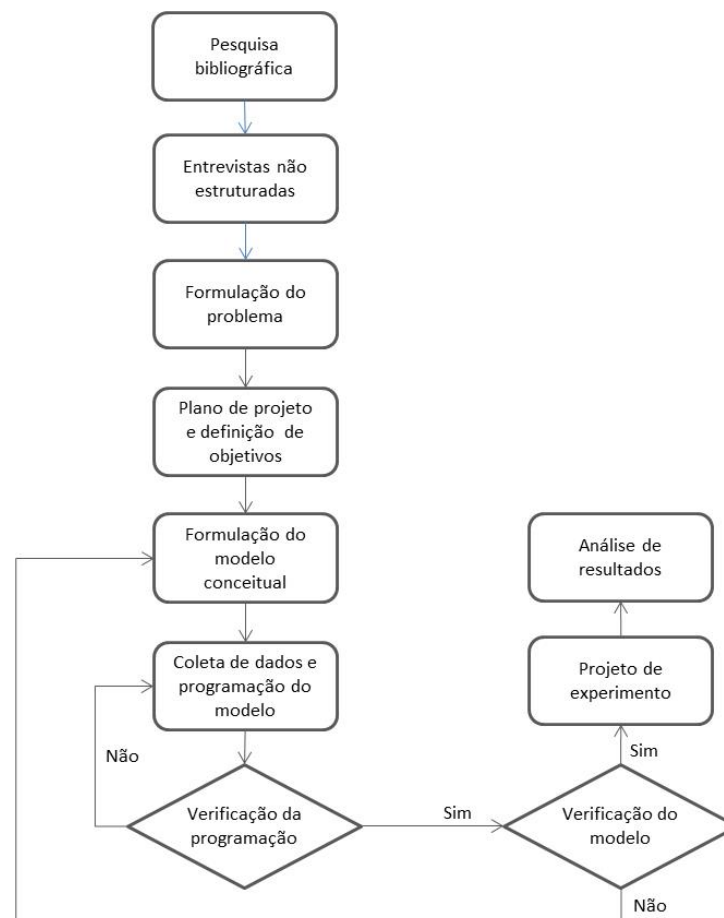 Pesquisa
bibliográfica
Entrevistas não
estruturadas
Formulação do
problema
Plano de projeto
e definição de
objetivos
Formulação do
modelo
conceitual
Coleta de dados e
programação do
modelo
Não
Verificação da
programação
Sim
Verificação do
modelo
Não
Sim
Projeto de
experimento
Análise de
resultados